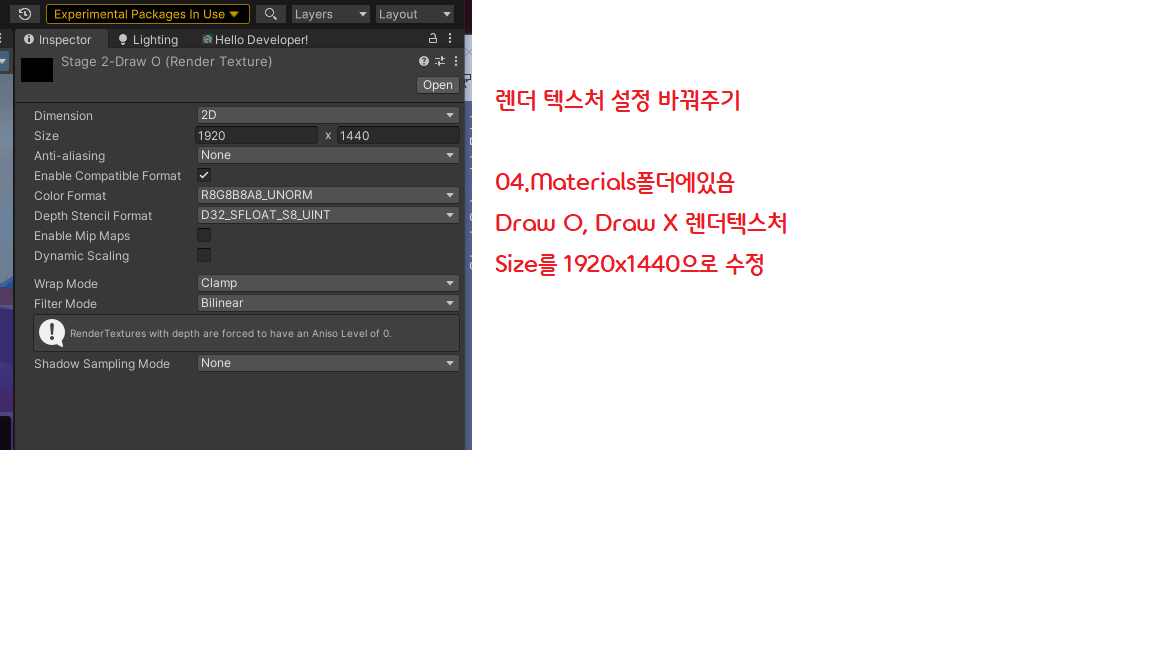 Experimental Packages In Use
Layers
Layout
Inspector
Lighting
Hello Developer!
Stage 2-Draw O (Render Texture)
Open
Dimension 2D
Size 1920 x 1440
Anti-aliasing None
Enable Compatible Format
Color Format R8G8B8A8_UNORM
Depth Stencil Format D32_SFLOAT_S8_UINT
Enable Mip Maps
Dynamic Scaling
Wrap Mode Clamp
Filter Mode Bilinear
RenderTextures with depth are forced to have an Aniso Level of 0.
Shadow Sampling Mode None
렌더 텍스처 설정 바꿔주기
04.Materials폴더에있음
Draw O, Draw X 렌더텍스처
Size를 1920x1440으로 수정